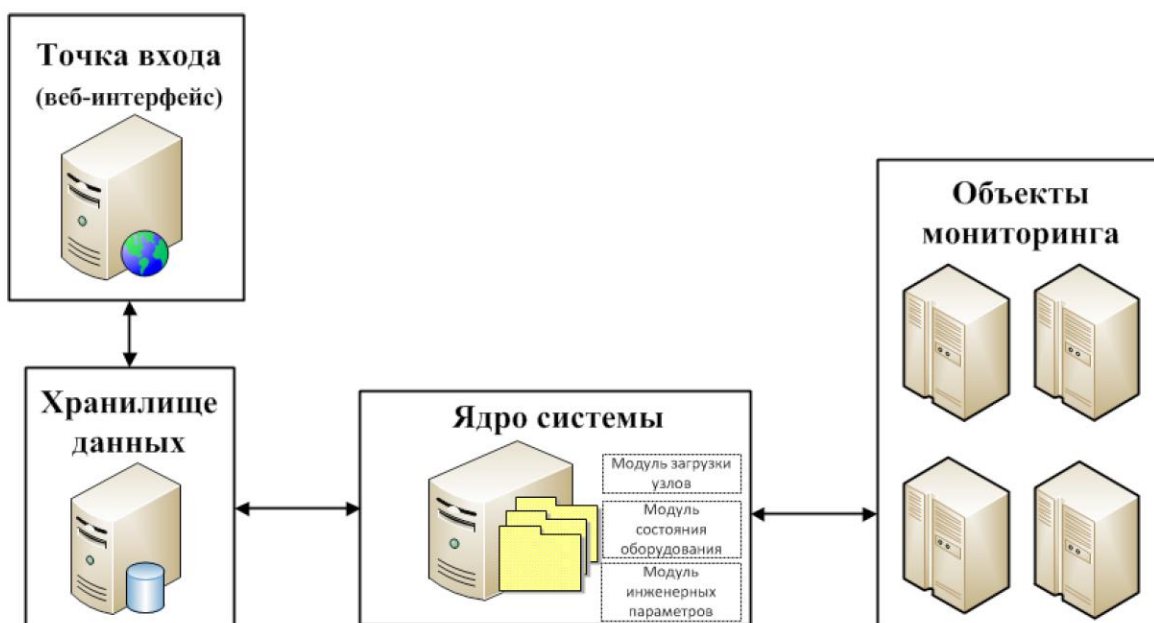 Точка входа
(веб-интерфейс)
Хранилище
данных
Ядро системы
Модуль загрузки
узлов
Модуль
состояния
оборудования
Модуль
инженерных
параметров
Объекты
мониторинга